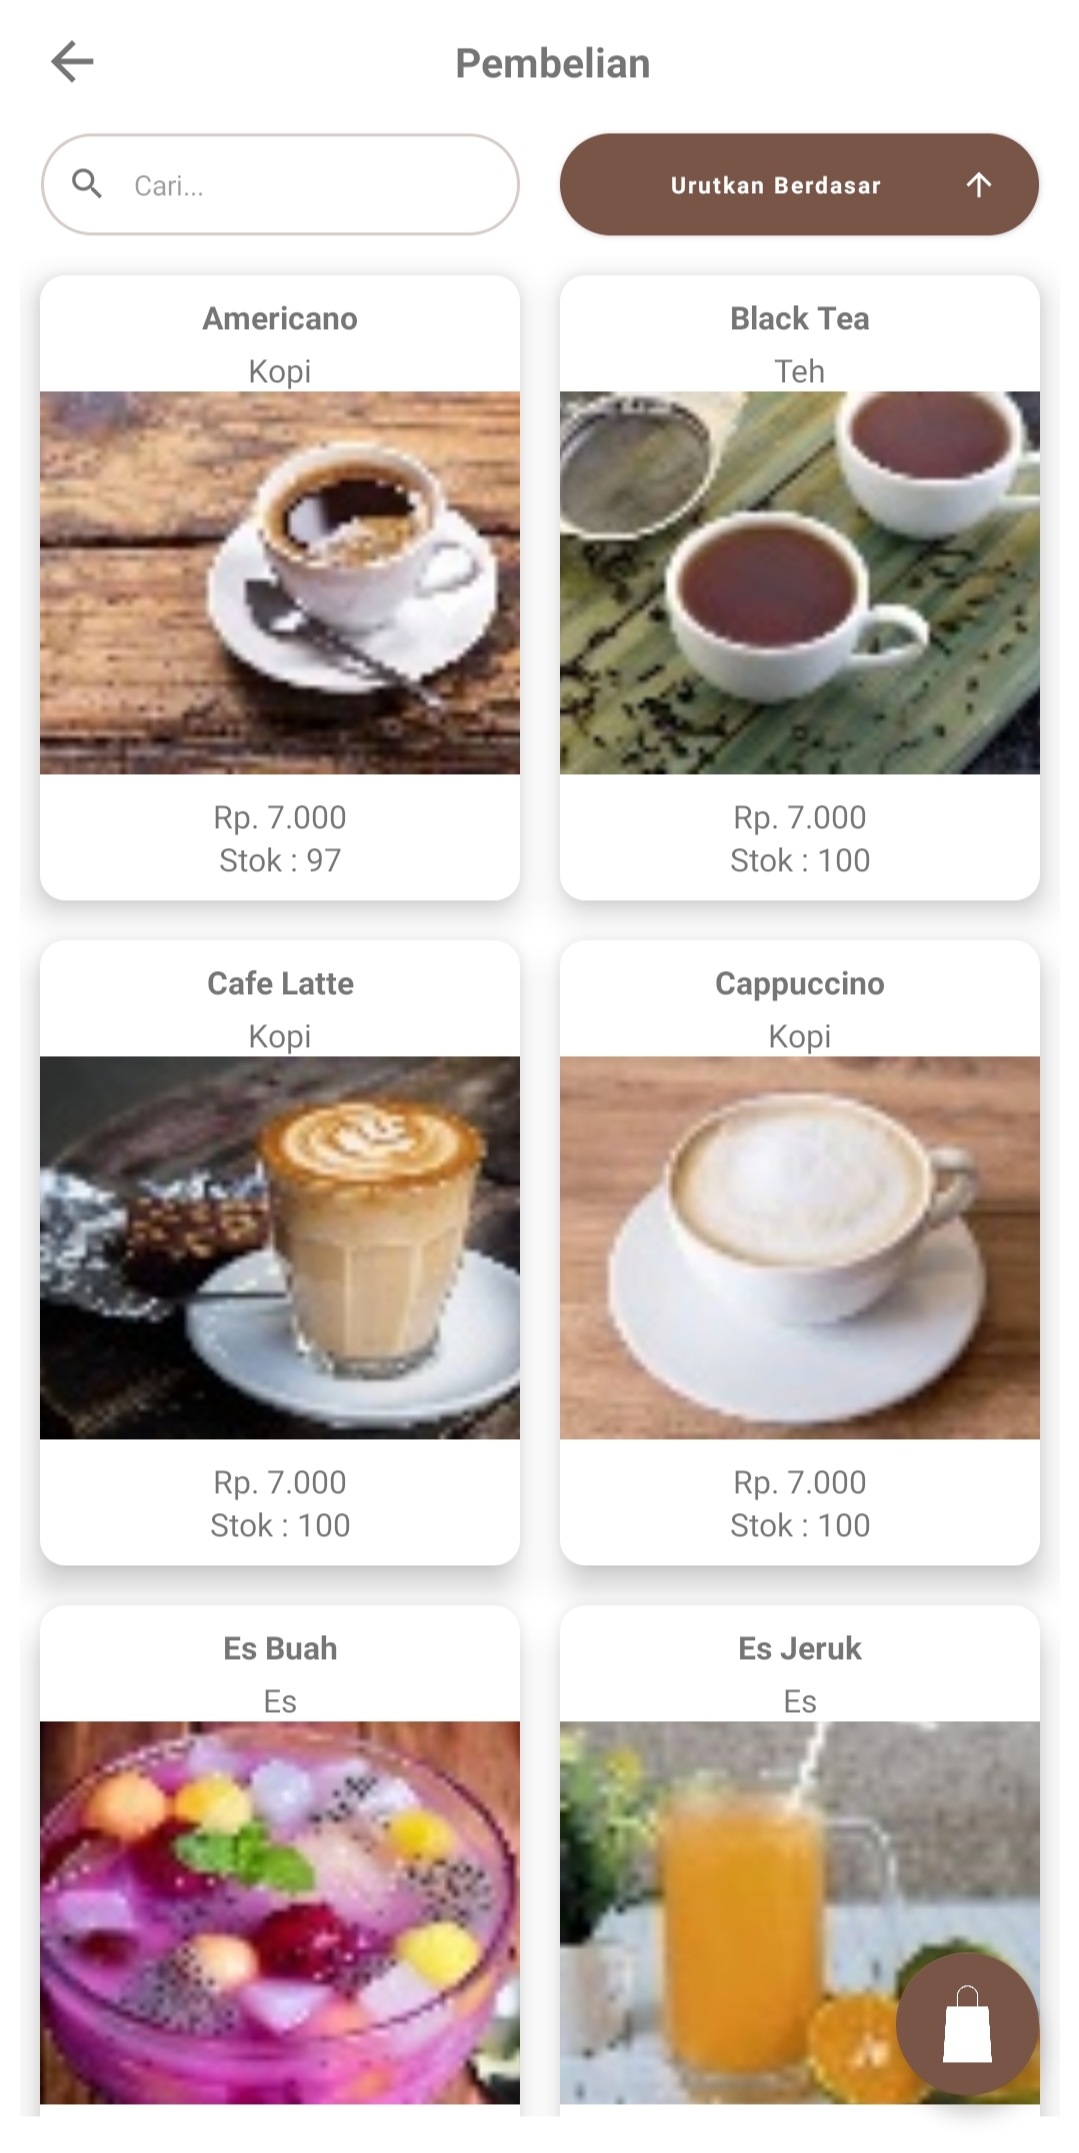 Pembelian
Cari...
Urutkan Berdasar
Americano
Kopi
Rp. 7.000
Stok : 97
Black Tea
Teh
Rp. 7.000
Stok : 100
Cafe Latte
Kopi
Rp. 7.000
Stok : 100
Cappuccino
Kopi
Rp. 7.000
Stok : 100
Es Buah
Es
Es Jeruk
Es